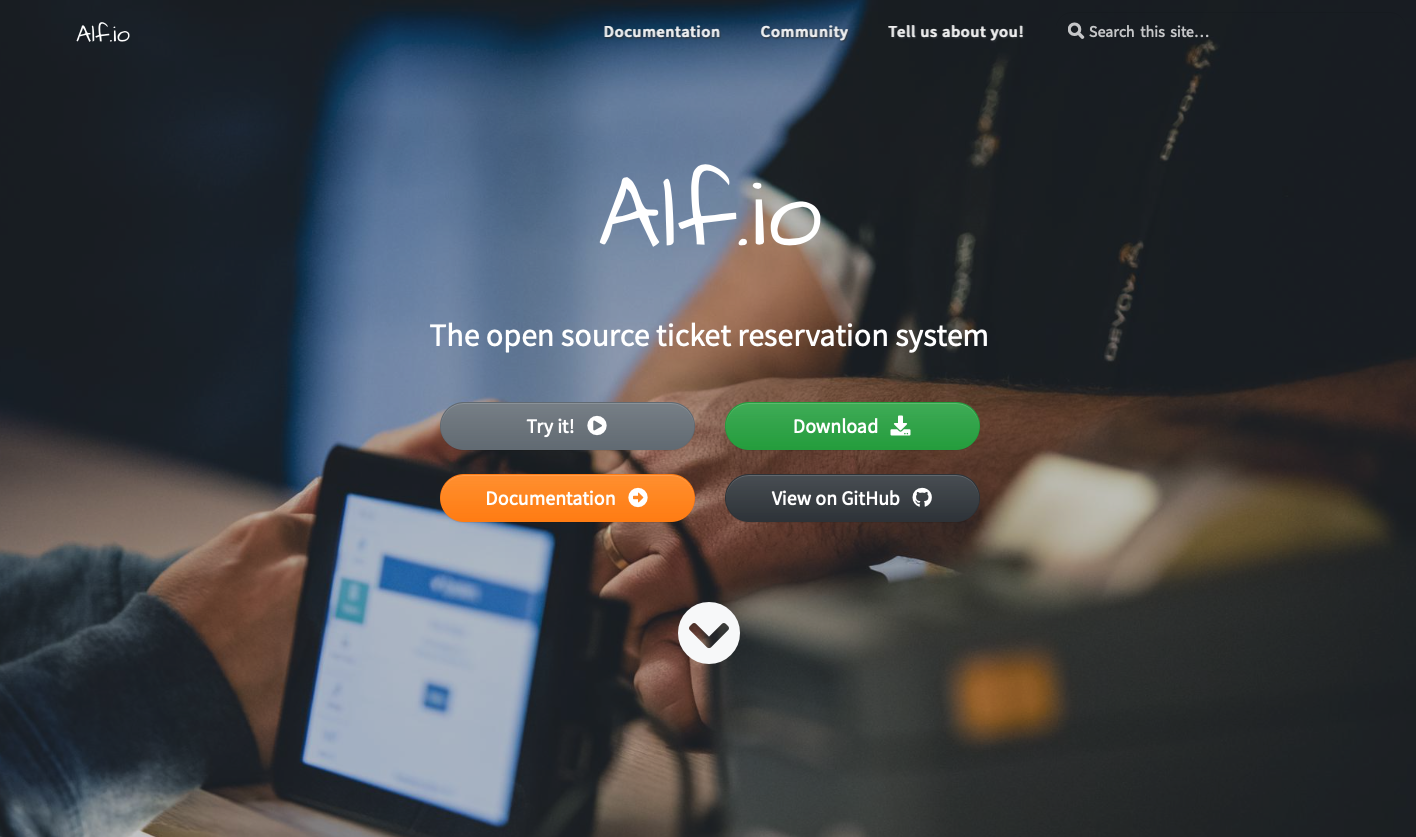 Alf.io
Documentation Community Tell us about you! Search this site...
Alf.io
The open source ticket reservation system
Try it! Download
Documentation View on GitHub
DEVOXX